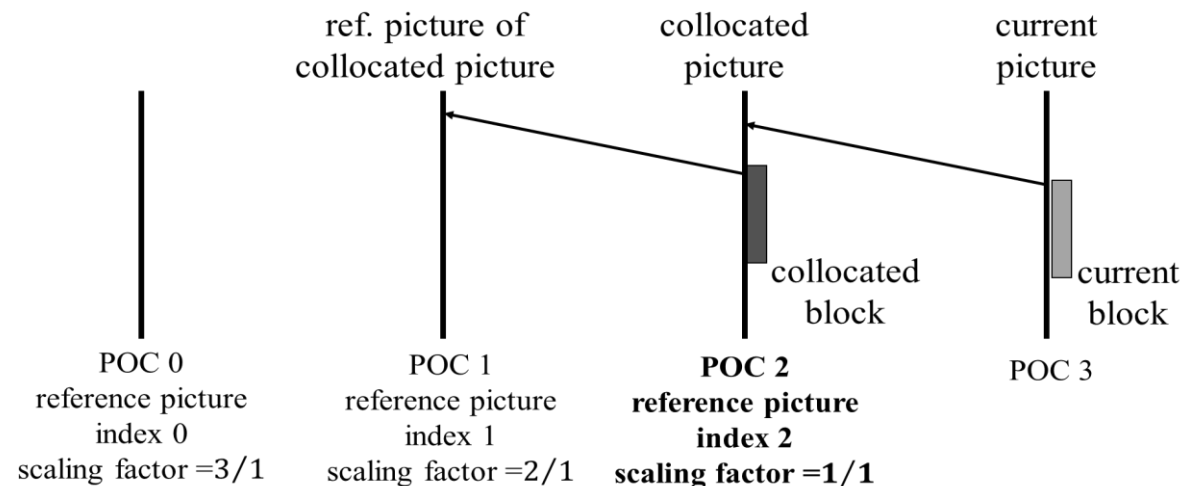 ref. picture of
collocated picture
collocated
picture
current
picture
collocated
block
current
block
POC 0
reference picture
index 0
scaling factor =3/1
POC 1
reference picture
index 1
scaling factor =2/1
POC 2
reference picture
index 2
scaling factor =1/1
POC 3